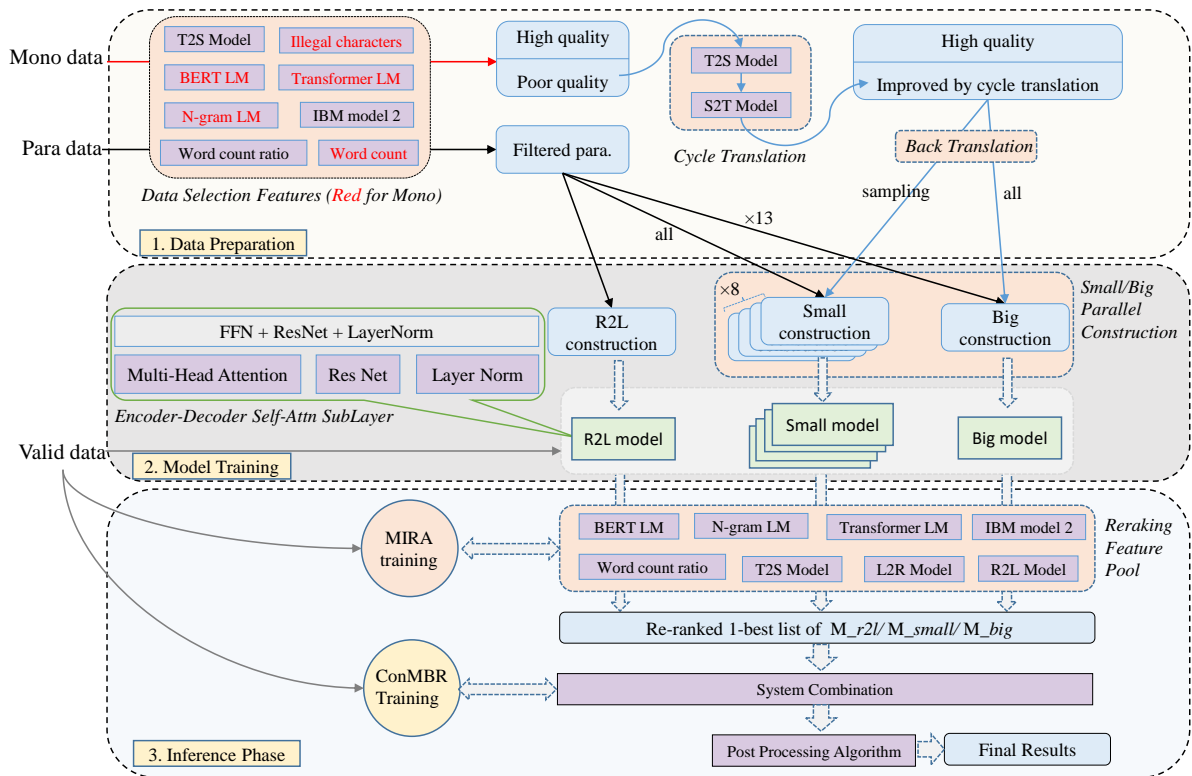 Mono data
T2S Model
Illegal characters
BERT LM
Transformer LM
N-gram LM
IBM model 2
Word count ratio
Word count
Data Selection Features (Red for Mono)
Para data
High quality
Poor quality
Filtered para.
T2S Model
S2T Model
Cycle Translation
High quality
Improved by cycle translation
Back Translation
sampling
all
×13
all
1. Data Preparation
FFN + ResNet + LayerNorm
Multi-Head Attention
Res Net
Layer Norm
Encoder-Decoder Self-Attn SubLayer
R2L
construction
×8
Small
construction
Big
construction
Small/Big
Parallel
Construction
R2L model
Small model
Big model
Valid data
2. Model Training
MIRA
training
BERT LM
N-gram LM
Transformer LM
IBM model 2
Word count ratio
T2S Model
L2R Model
R2L Model
Reraking
Feature
Pool
Re-ranked 1-best list of M_r2l/ M_small/ M_big
ConMBR
Training
System Combination
Post Processing Algorithm
Final Results
3. Inference Phase